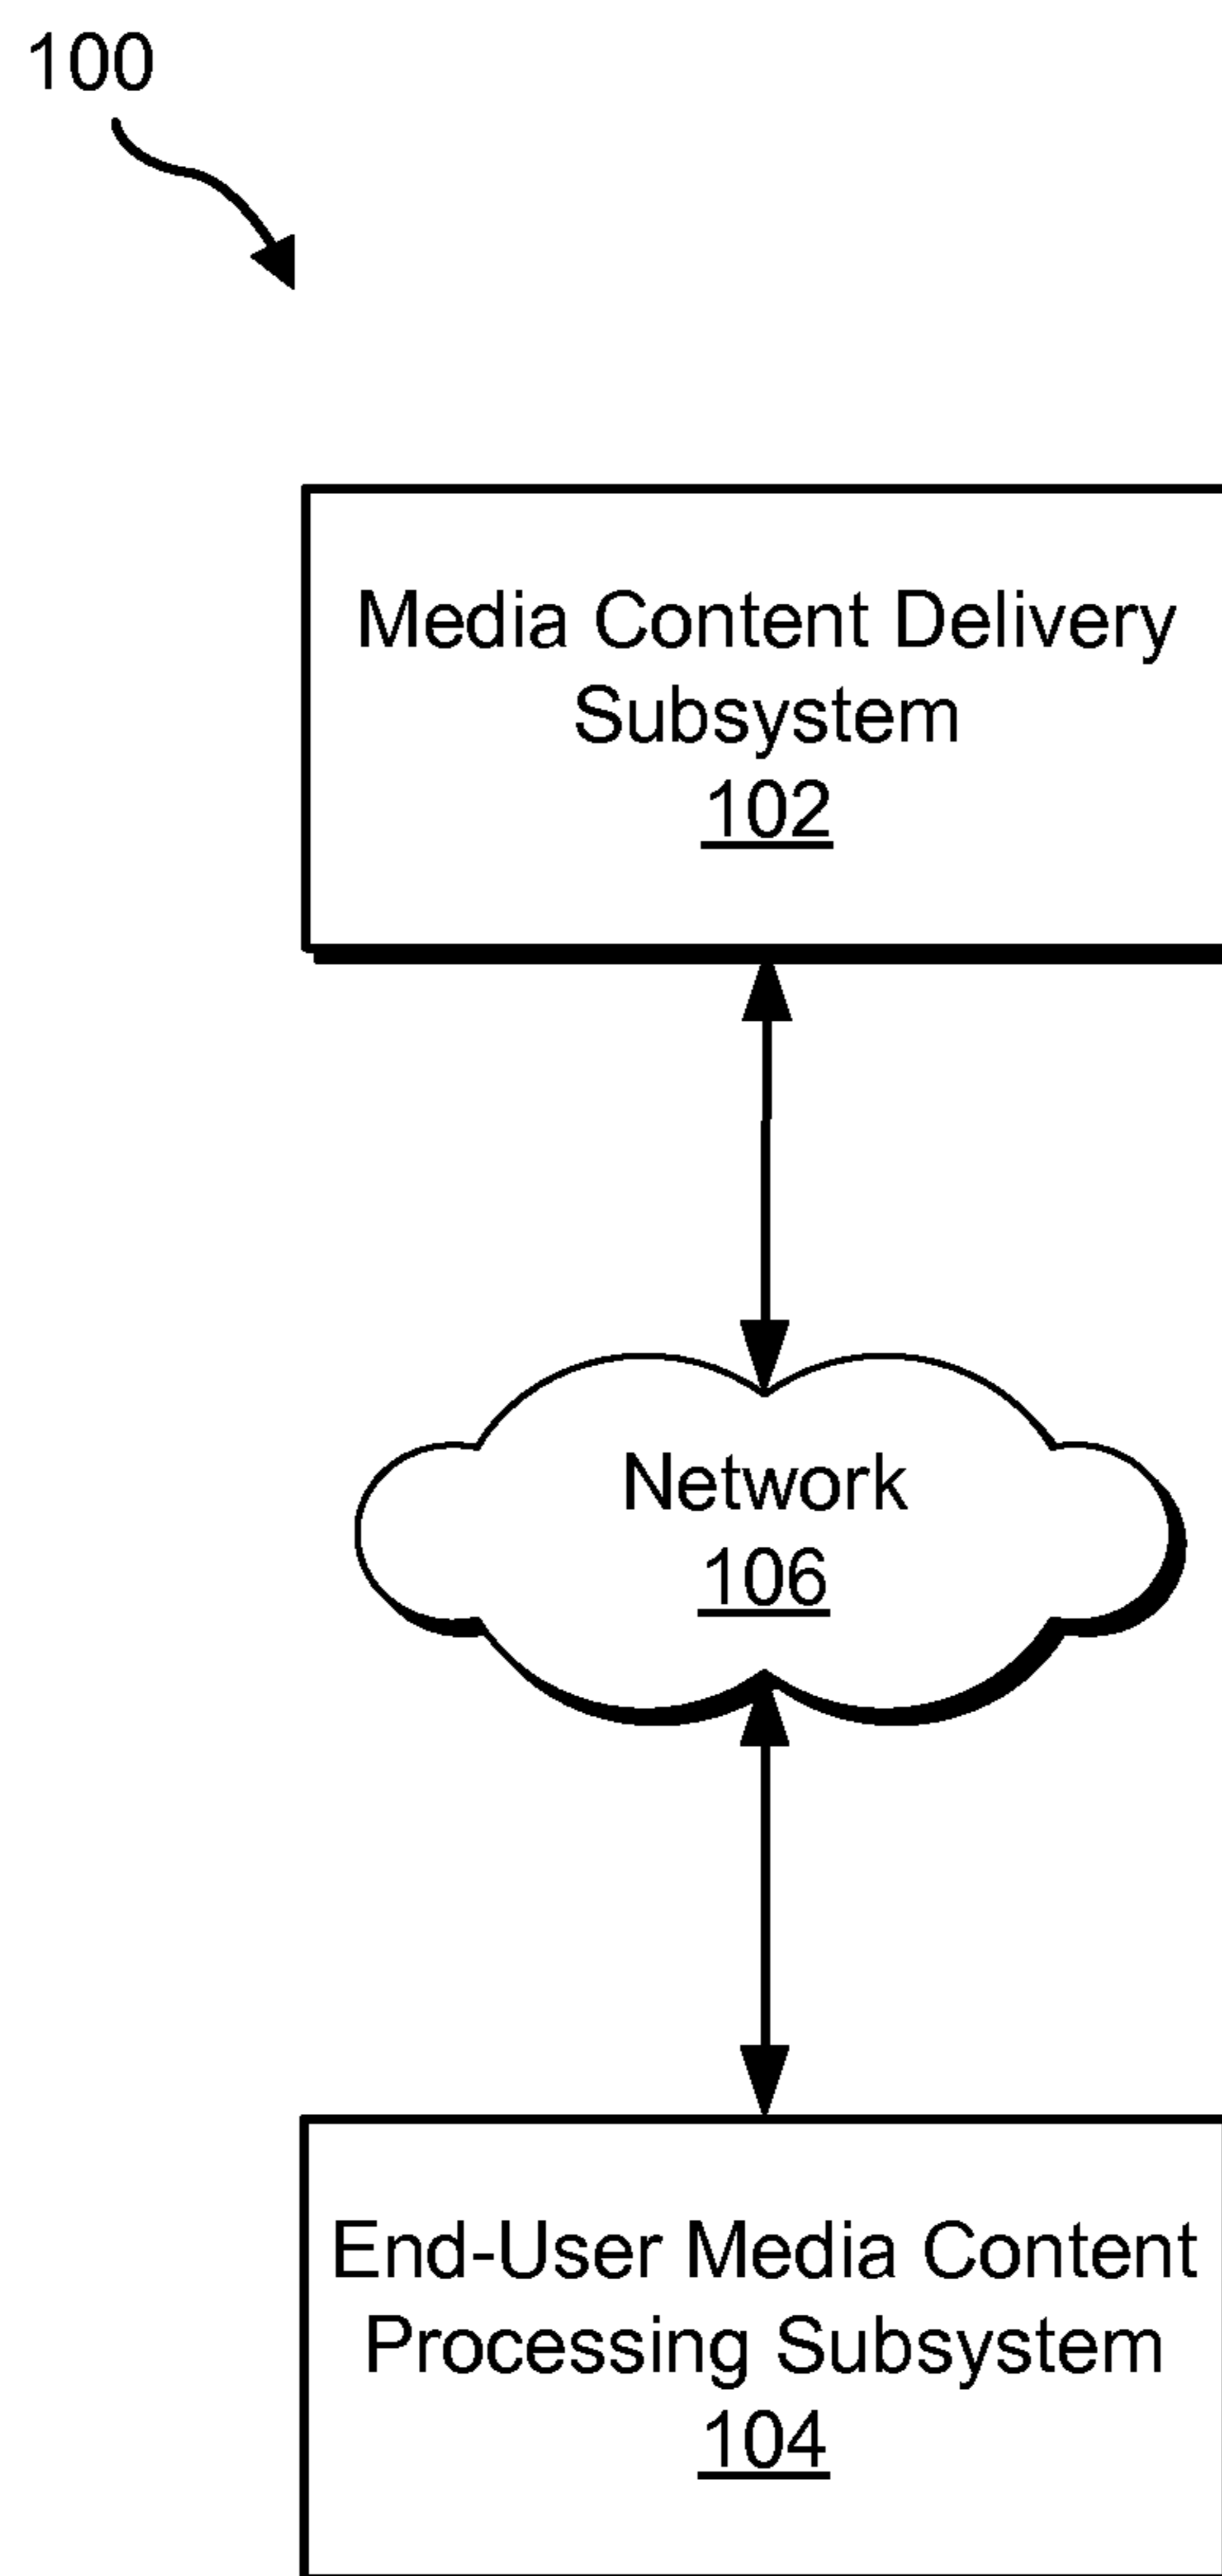 100
Media Content Delivery
Subsystem
102
Network
106
End-User Media Content
Processing Subsystem
104